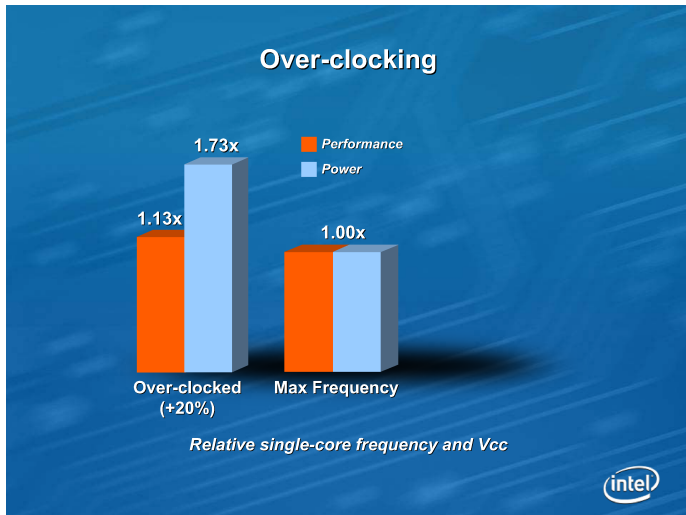 Over-clocking
1.73x
Performance
Power
1.13x
1.00x
Over-clocked
(+20%)
Max Frequency
Relative single-core frequency and Vcc
intel